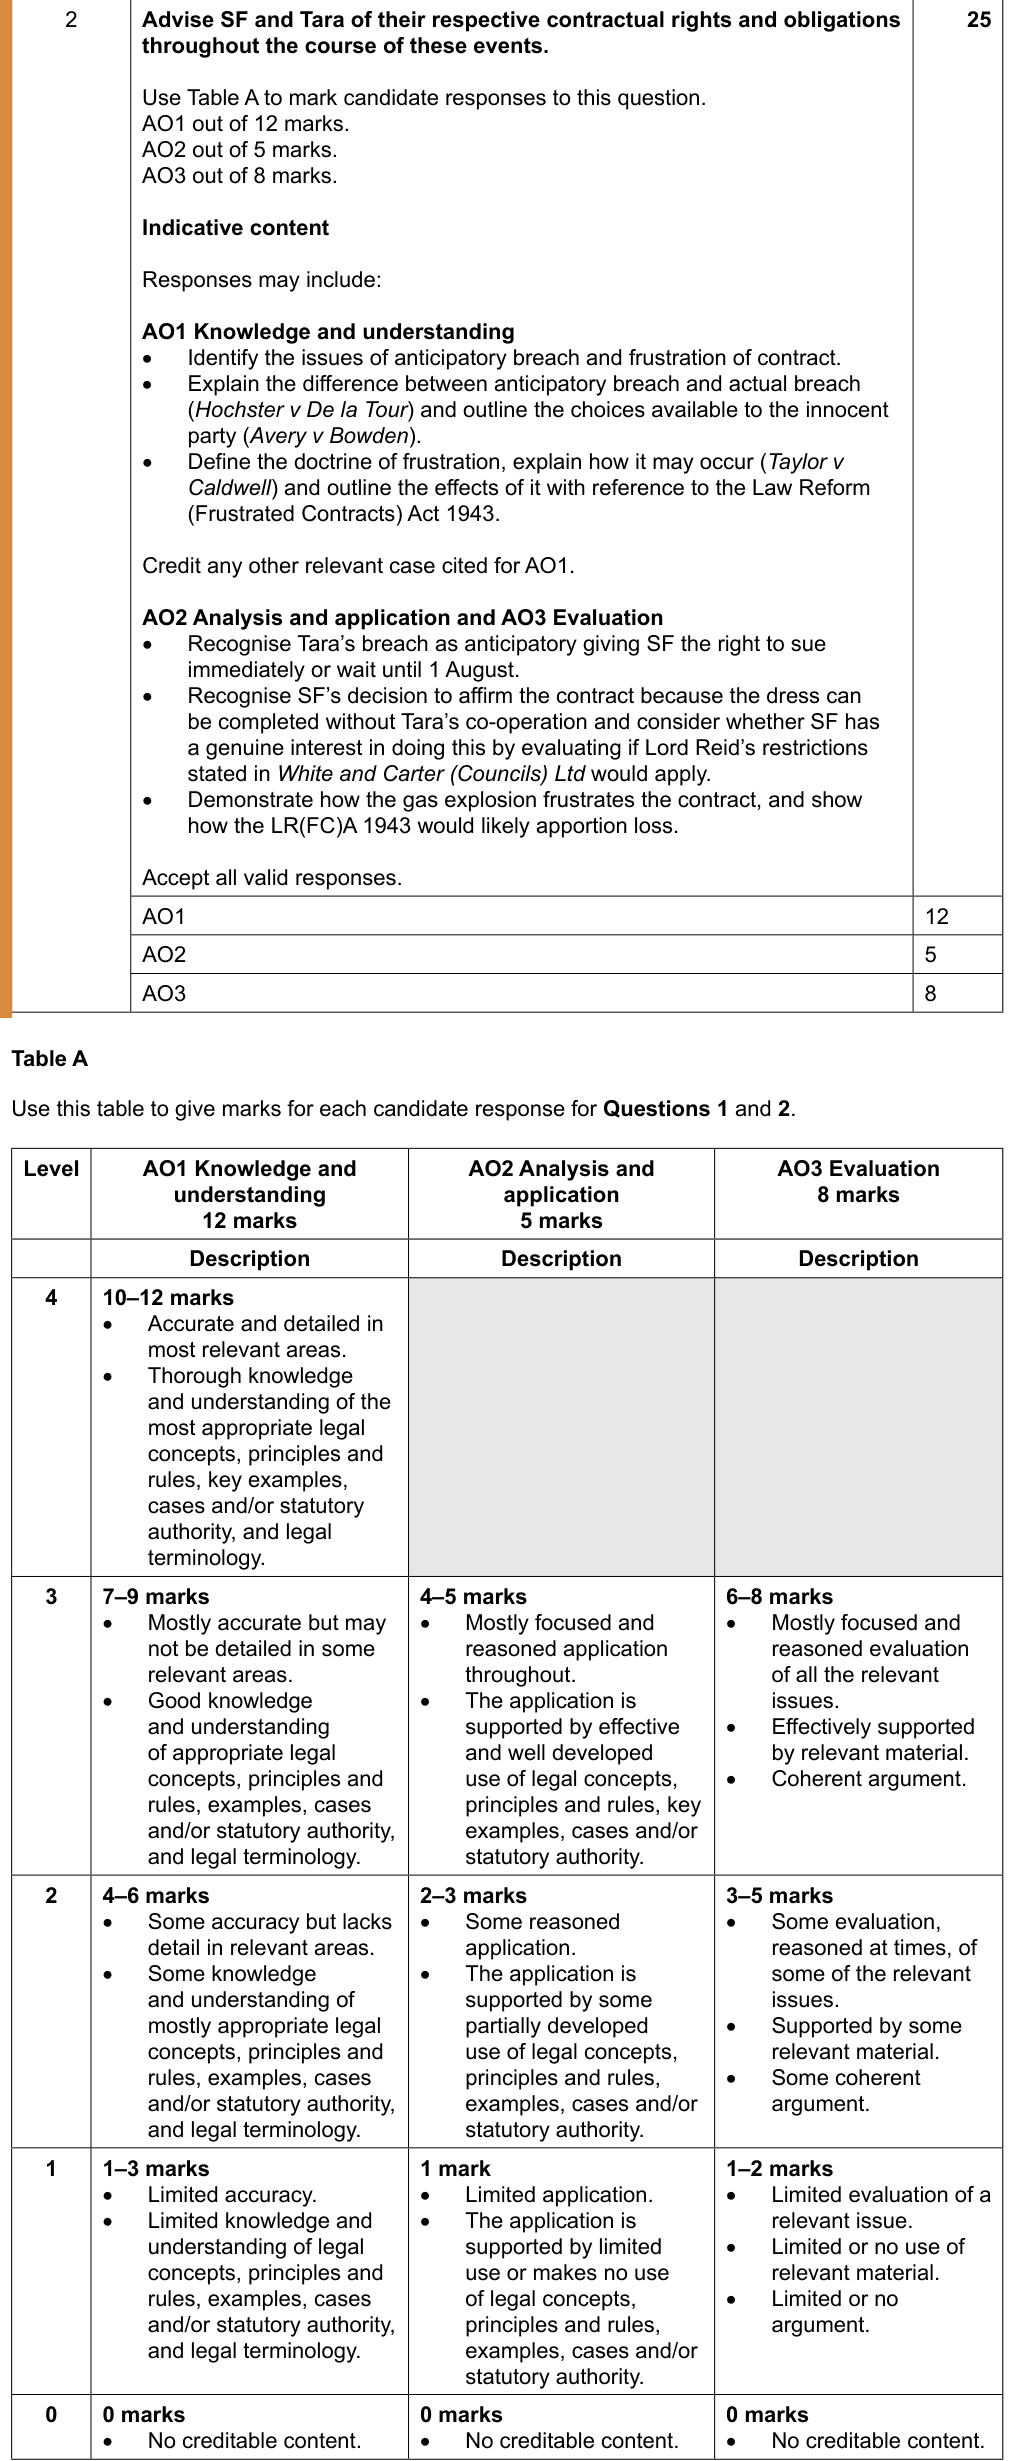 2
Advise SF and Tara of their respective contractual rights and obligations
throughout the course of these events.
25
Use Table A to mark candidate responses to this question.
AO1 out of 12 marks.
AO2 out of 5 marks.
AO3 out of 8 marks.
Indicative content
Responses may include:
AO1 Knowledge and understanding
• Identify the issues of anticipatory breach and frustration of contract.
• Explain the difference between anticipatory breach and actual breach
(Hochster v De la Tour) and outline the choices available to the innocent
party (Avery v Bowden).
• Define the doctrine of frustration, explain how it may occur (Taylor v
Caldwell) and outline the effects of it with reference to the Law Reform
(Frustrated Contracts) Act 1943.
Credit any other relevant case cited for AO1.
AO2 Analysis and application and AO3 Evaluation
• Recognise Tara's breach as anticipatory giving SF the right to sue
immediately or wait until 1 August.
• Recognise SF's decision to affirm the contract because the dress can
be completed without Tara's co-operation and consider whether SF has
a genuine interest in doing this by evaluating if Lord Reid's restrictions
stated in White and Carter (Councils) Ltd would apply.
• Demonstrate how the gas explosion frustrates the contract, and show
how the LR(FC)A 1943 would likely apportion loss.
Accept all valid responses.
AO1 12
AO2 5
AO3 8
Table A
Use this table to give marks for each candidate response for Questions 1 and 2.
Level
AO1 Knowledge and
understanding
12 marks
AO2 Analysis and
application
5 marks
AO3 Evaluation
8 marks
Description
Description
Description
4
10–12 marks
• Accurate and detailed in
most relevant areas.
• Thorough knowledge
and understanding of the
most appropriate legal
concepts, principles and
rules, key examples,
cases and/or statutory
authority, and legal
terminology.
3
7–9 marks
• Mostly accurate but may
not be detailed in some
relevant areas.
• Good knowledge
and understanding
of appropriate legal
concepts, principles and
rules, examples, cases
and/or statutory authority,
and legal terminology.
4–5 marks
• Mostly focused and
reasoned application
throughout.
• The application is
supported by effective
and well developed
use of legal concepts,
principles and rules, key
examples, cases and/or
statutory authority.
6–8 marks
• Mostly focused and
reasoned evaluation
of all the relevant
issues.
• Effectively supported
by relevant material.
• Coherent argument.
2
4–6 marks
• Some accuracy but lacks
detail in relevant areas.
• Some knowledge
and understanding of
mostly appropriate legal
concepts, principles and
rules, examples, cases
and/or statutory authority,
and legal terminology.
2–3 marks
• Some reasoned
application.
• The application is
supported by some
partially developed
use of legal concepts,
principles and rules,
examples, cases and/or
statutory authority.
3–5 marks
• Some evaluation,
reasoned at times, of
some of the relevant
issues.
• Supported by some
relevant material.
• Some coherent
argument.
1
1–3 marks
• Limited accuracy.
• Limited knowledge and
understanding of legal
concepts, principles and
rules, examples, cases
and/or statutory authority,
and legal terminology.
1 mark
• Limited application.
• The application is
supported by limited
use or makes no use
of legal concepts,
principles and rules,
examples, cases and/or
statutory authority.
1–2 marks
• Limited evaluation of a
relevant issue.
• Limited or no use of
relevant material.
• Limited or no
argument.
0
0 marks
• No creditable content.
0 marks
• No creditable content.
0 marks
• No creditable content.